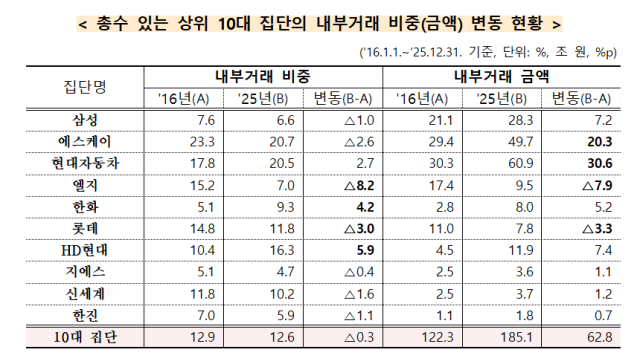 < 총수 있는 상위 10대 집단의 내부거래 비중(금액) 변동 현황 >
('16.1.1.~'25.12.31. 기준, 단위: %, 조 원, %p)
집단명 내부거래 비중 내부거래 금액
'16년(A) '25년(B) 변동(B-A) '16년(A) '25년(B) 변동(B-A)
삼성 7.6 6.6 △1.0 21.1 28.3 7.2
에스케이 23.3 20.7 △2.6 29.4 49.7 20.3
현대자동차 17.8 20.5 2.7 30.3 60.9 30.6
엘지 15.2 7.0 △8.2 17.4 9.5 △7.9
한화 5.1 9.3 4.2 2.8 8.0 5.2
롯데 14.8 11.8 △3.0 11.0 7.8 △3.3
HD현대 10.4 16.3 5.9 4.5 11.9 7.4
지에스 5.1 4.7 △0.4 2.5 3.6 1.1
신세계 11.8 10.2 △1.6 2.5 3.7 1.2
한진 7.0 5.9 △1.1 1.1 1.8 0.7
10대 집단 12.9 12.6 △0.3 122.3 185.1 62.8